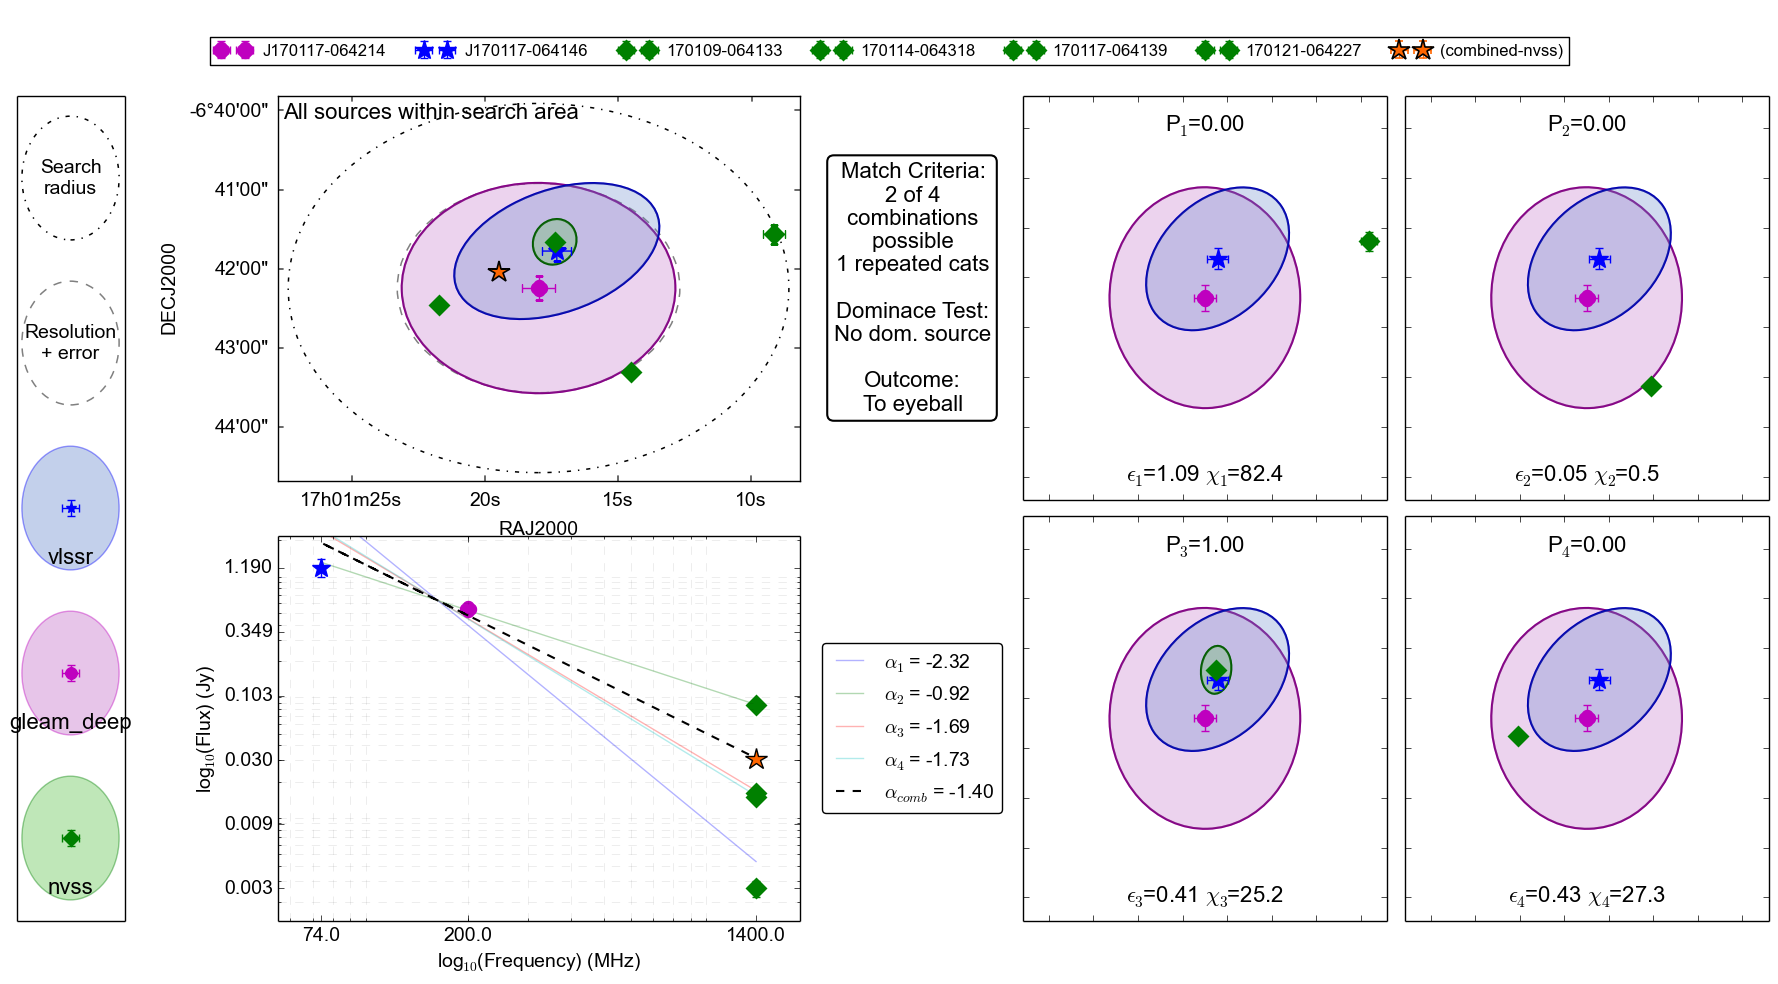 J170117-064214 J170117-064146 170109-064133 170114-064318 170117-064139 170121-064227 (combined-nvss)
Search
radius
Resolution
+ error
vlssr
gleam_deep
nvss
All sources within search area
DECJ2000
-6°40'00"
41'00"
42'00"
43'00"
44'00"
17h01m25s 20s 15s 10s
RAJ2000
Match Criteria:
2 of 4
combinations
possible
1 repeated cats
Dominace Test:
No dom. source
Outcome:
To eyeball
P₁=0.00
ϵ₁=1.09 χ₁=82.4
P₂=0.00
ϵ₂=0.05 χ₂=0.5
log₁₀(Flux) (Jy)
1.190
0.349
0.103
0.030
0.009
0.003
74.0 200.0 1400.0
log₁₀(Frequency) (MHz)
α₁ = -2.32
α₂ = -0.92
α₃ = -1.69
α₄ = -1.73
α_comb = -1.40
P₃=1.00
ϵ₃=0.41 χ₃=25.2
P₄=0.00
ϵ₄=0.43 χ₄=27.3